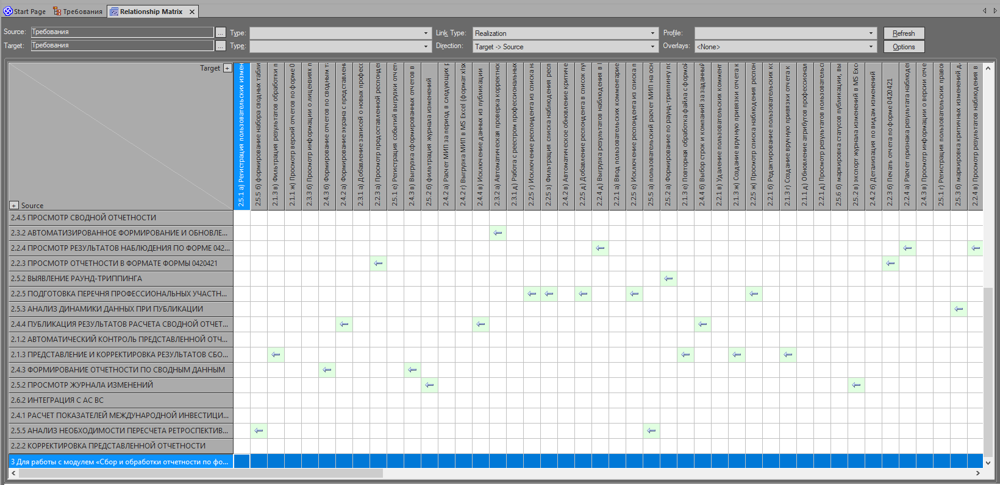 Start Page
Требования
Relationship Matrix
Source: Требования ... Type: Link Type: Realization Profile: Refresh
Target: Требования ... Type: Direction: Target -> Source Overlays: <None> Options
Target +
+ Source
2.5.1 а) Регистрация пользовательских измен
2.5.5 б) формирование набора сводных табли
2.1.3 в) Фильтрация результатов обработки п
2.1.1 ж) Просмотр версий отчетов по форме 0
2.3.3 б) Просмотр информации о лицензиях п
2.4.3 б) Формирование отчетов по сводным т
2.4.2 а) Формирование экрана с представлен
2.3.1 а) Добавление записей о новых професс
2.2.3 а) Просмотр предоставленной респонден
2.5.1 е) Регистрация событий выгрузки отчет
2.4.3 в) Выгрузка сформированных отчетов в
2.5.2 б) фильтрация журнала изменений
2.4.2 а) Расчет МИП за период в следующих р
2.4.2 г) Выгрузка МИП в MS Excel (формат xlsx
2.4.4 в) Исключение данных из публикации
2.3.2 а) Автоматическая проверка корректнос
2.3.1 д) Работа с реестром профессиональных
2.2.5 г) Исключение респондента из списка на
2.2.5 з) Фильтрация списка наблюдения респ
2.4.2 в) Автоматическое обновление критиче
2.2.5 д) Добавление респондента в список пу
2.2.4 д) Выгрузка результатов наблюдения в
2.2.1 а) Ввод пользовательских комментарие
2.2.5 е) Исключение респондента из списка п
2.5.5 а) пользовательский расчет МИП на осн
2.5.2 а) Формирование по раунд-триппингу по
2.1.3 е) Повторная обработка файла с формой
2.4.4 б) Выбор строк и компаний за заданный
2.2.1 в) Удаление пользовательских коммент
2.1.3 ж) Создание вручную привязки отчета к
2.2.5 ж) Просмотр списка наблюдения респон
2.2.1 б) Редактирование пользовательских ко
2.1.3 г) Создание вручную привязки отчета к
2.1.1 д) Обновление атрибутов профессионал
2.2.1 д) Просмотр результатов пользовательс
2.5.6 б) маркировка статусов публикации, вы
2.5.2 в) экспорт журнала изменений в MS Exc
2.4.2 б) Детализация по видам изменений
2.2.3 б) Печать отчета по форме 0420421
2.2.4 а) Расчет признак результата наблюден
2.1.3 в) Просмотр информации о версии отче
2.5.1 г) Регистрация пользовательских правок
2.5.3 б) маркировка критичных изменений д
2.2.4 в) Просмотр результатов наблюдения в
2.4.5 ПРОСМОТР СВОДНОЙ ОТЧЕТНОСТИ
2.3.2 АВТОМАТИЗИРОВАННОЕ ФОРМИРОВАНИЕ И ОБНОВЛЕ...
2.2.4 ПРОСМОТР РЕЗУЛЬТАТОВ НАБЛЮДЕНИЯ ПО ФОРМЕ 042...
2.2.3 ПРОСМОТР ОТЧЕТНОСТИ В ФОРМАТЕ ФОРМЫ 0420421
2.5.2 ВЫЯВЛЕНИЕ РАУНД-ТРИППИНГА
2.2.5 ПОДГОТОВКА ПЕРЕЧНЯ ПРОФЕССИОНАЛЬНЫХ УЧАСТН...
2.5.3 АНАЛИЗ ДИНАМИКИ ДАННЫХ ПРИ ПУБЛИКАЦИИ
2.4.4 ПУБЛИКАЦИЯ РЕЗУЛЬТАТОВ РАСЧЕТА СВОДНОЙ ОТЧЕТ...
2.1.2 АВТОМАТИЧЕСКИЙ КОНТРОЛЬ ПРЕДСТАВЛЕННОЙ ОТЧ...
2.1.3 ПРЕДСТАВЛЕНИЕ И КОРРЕКТИРОВКА РЕЗУЛЬТАТОВ СБО...
2.4.3 ФОРМИРОВАНИЕ ОТЧЕТНОСТИ ПО СВОДНЫМ ДАННЫМ
2.5.2 ПРОСМОТР ЖУРНАЛА ИЗМЕНЕНИЙ
2.6.2 ИНТЕГРАЦИЯ С АС ВС
2.4.1 РАСЧЕТ ПОКАЗАТЕЛЕЙ МЕЖДУНАРОДНОЙ ИНВЕСТИЦИ...
2.5.5 АНАЛИЗ НЕОБХОДИМОСТИ ПЕРЕСЧЕТА РЕТРОСПЕКТИВ...
2.2.2 КОРРЕКТИРОВКА ПРЕДСТАВЛЕННОЙ ОТЧЕТНОСТИ
3 Для работы с модулем «Сбор и обработки отчетности по фо...